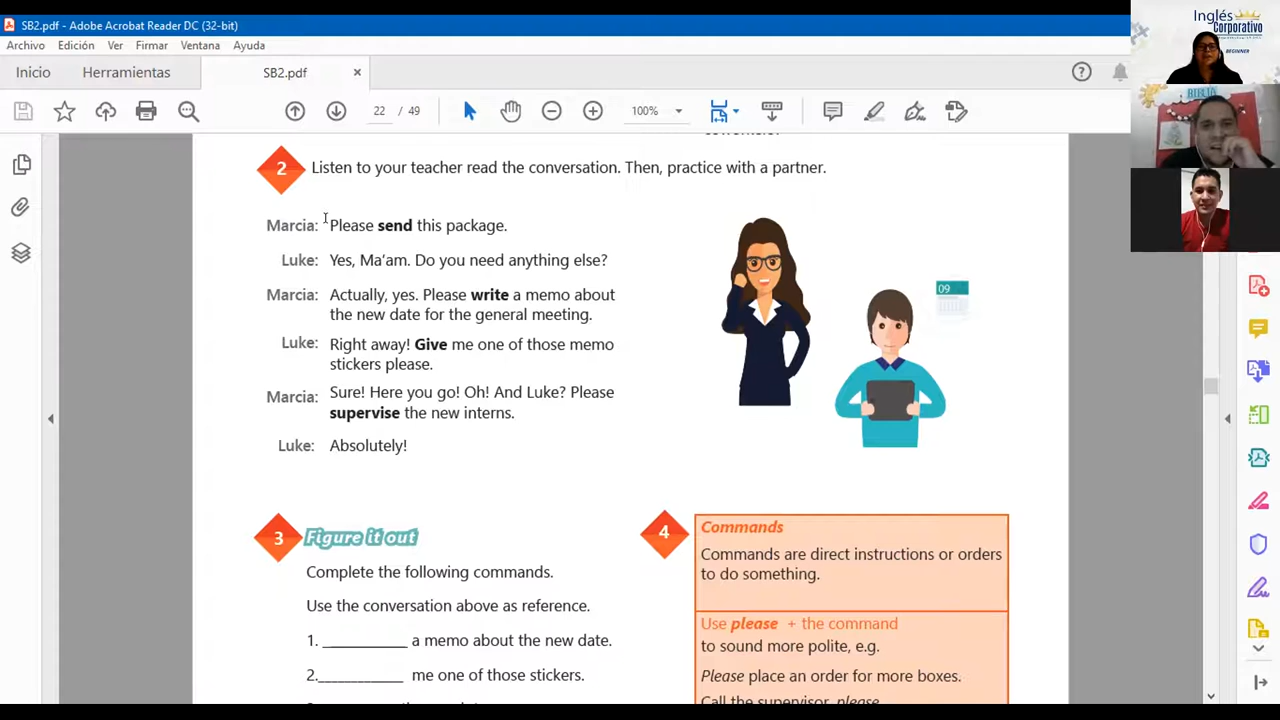 SB2.pdf - Adobe Acrobat Reader DC (32-bit)
Archivo Edición Ver Firmar Ventana Ayuda
Inicio Herramientas SB2.pdf ×
22 / 49 100%
2 Listen to your teacher read the conversation. Then, practice with a partner.
Marcia: Please send this package.
Luke: Yes, Ma'am. Do you need anything else?
Marcia: Actually, yes. Please write a memo about
the new date for the general meeting.
Luke: Right away! Give me one of those memo
stickers please.
Marcia: Sure! Here you go! Oh! And Luke? Please
supervise the new interns.
Luke: Absolutely!
09
3 Figure it out
Complete the following commands.
Use the conversation above as reference.
1. __________ a memo about the new date.
2.__________ me one of those stickers.
4 Commands
Commands are direct instructions or orders
to do something.
Use please + the command
to sound more polite, e.g.
Please place an order for more boxes.
Call the supervisor, please
Inglés
Corporativo
BEGINNER